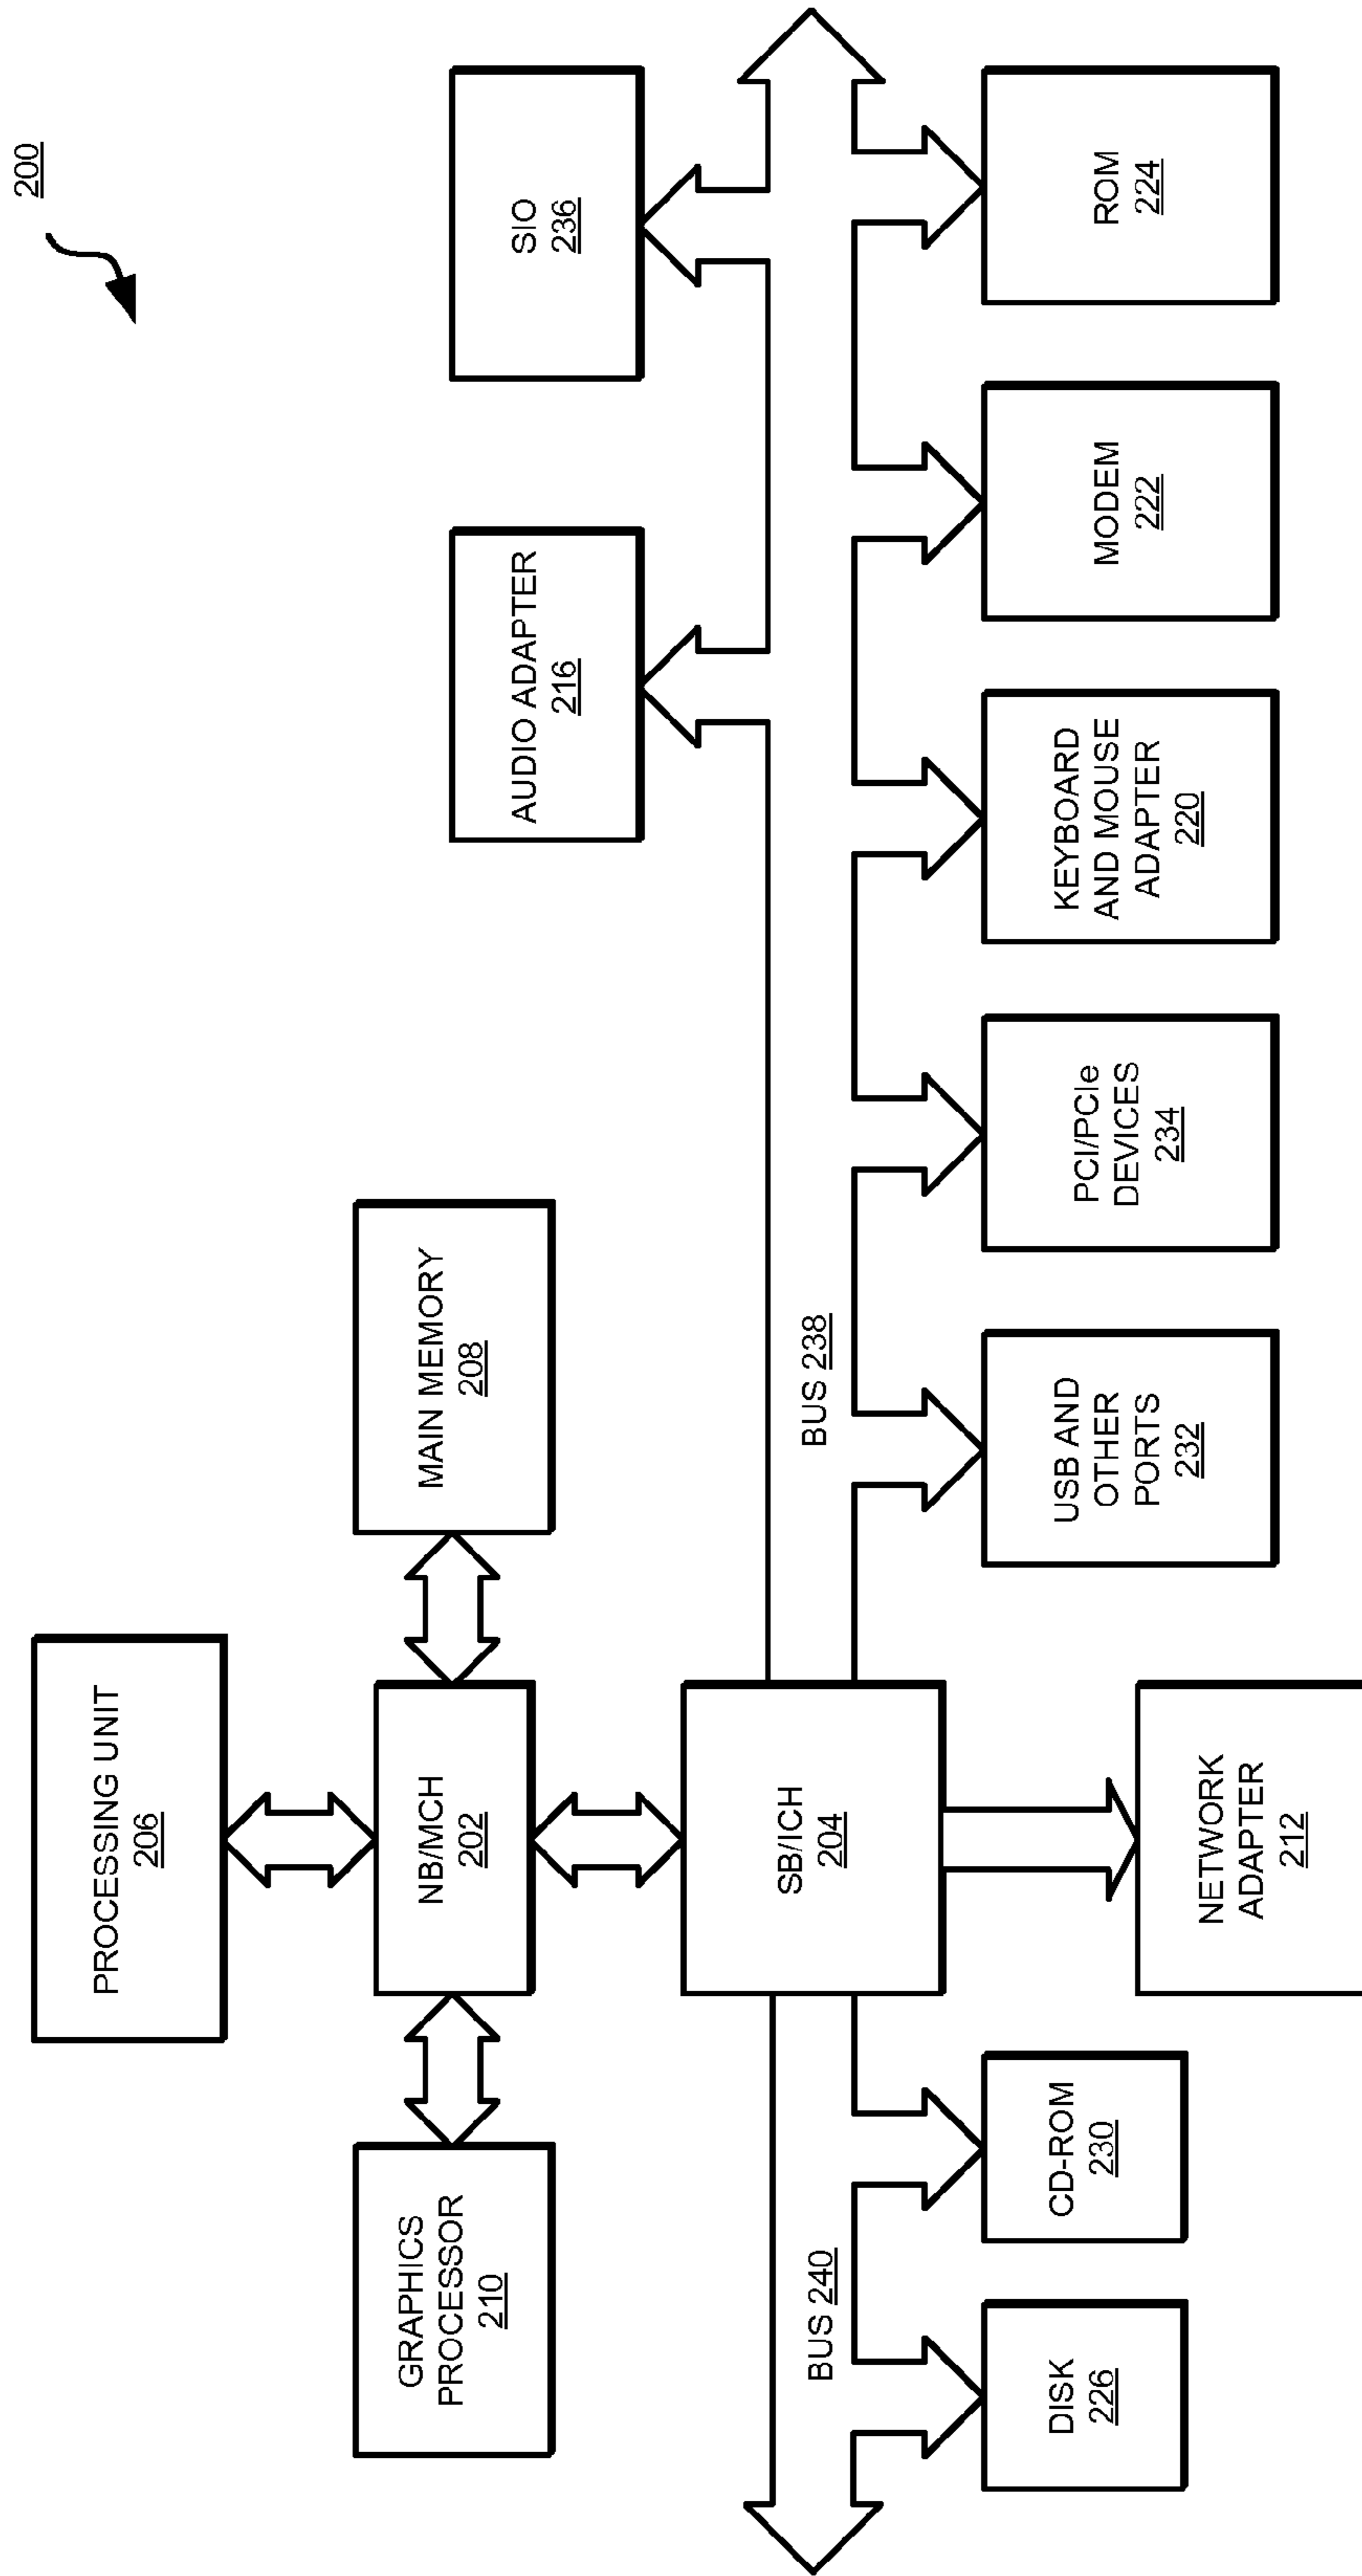 200
PROCESSING UNIT
206
GRAPHICS
PROCESSOR
210
NB/MCH
202
MAIN MEMORY
208
AUDIO ADAPTER
216
SIO
236
SB/ICH
204
BUS 240
BUS 238
DISK
226
CD-ROM
230
NETWORK
ADAPTER
212
USB AND
OTHER
PORTS
232
PCI/PCIe
DEVICES
234
KEYBOARD
AND MOUSE
ADAPTER
220
MODEM
222
ROM
224